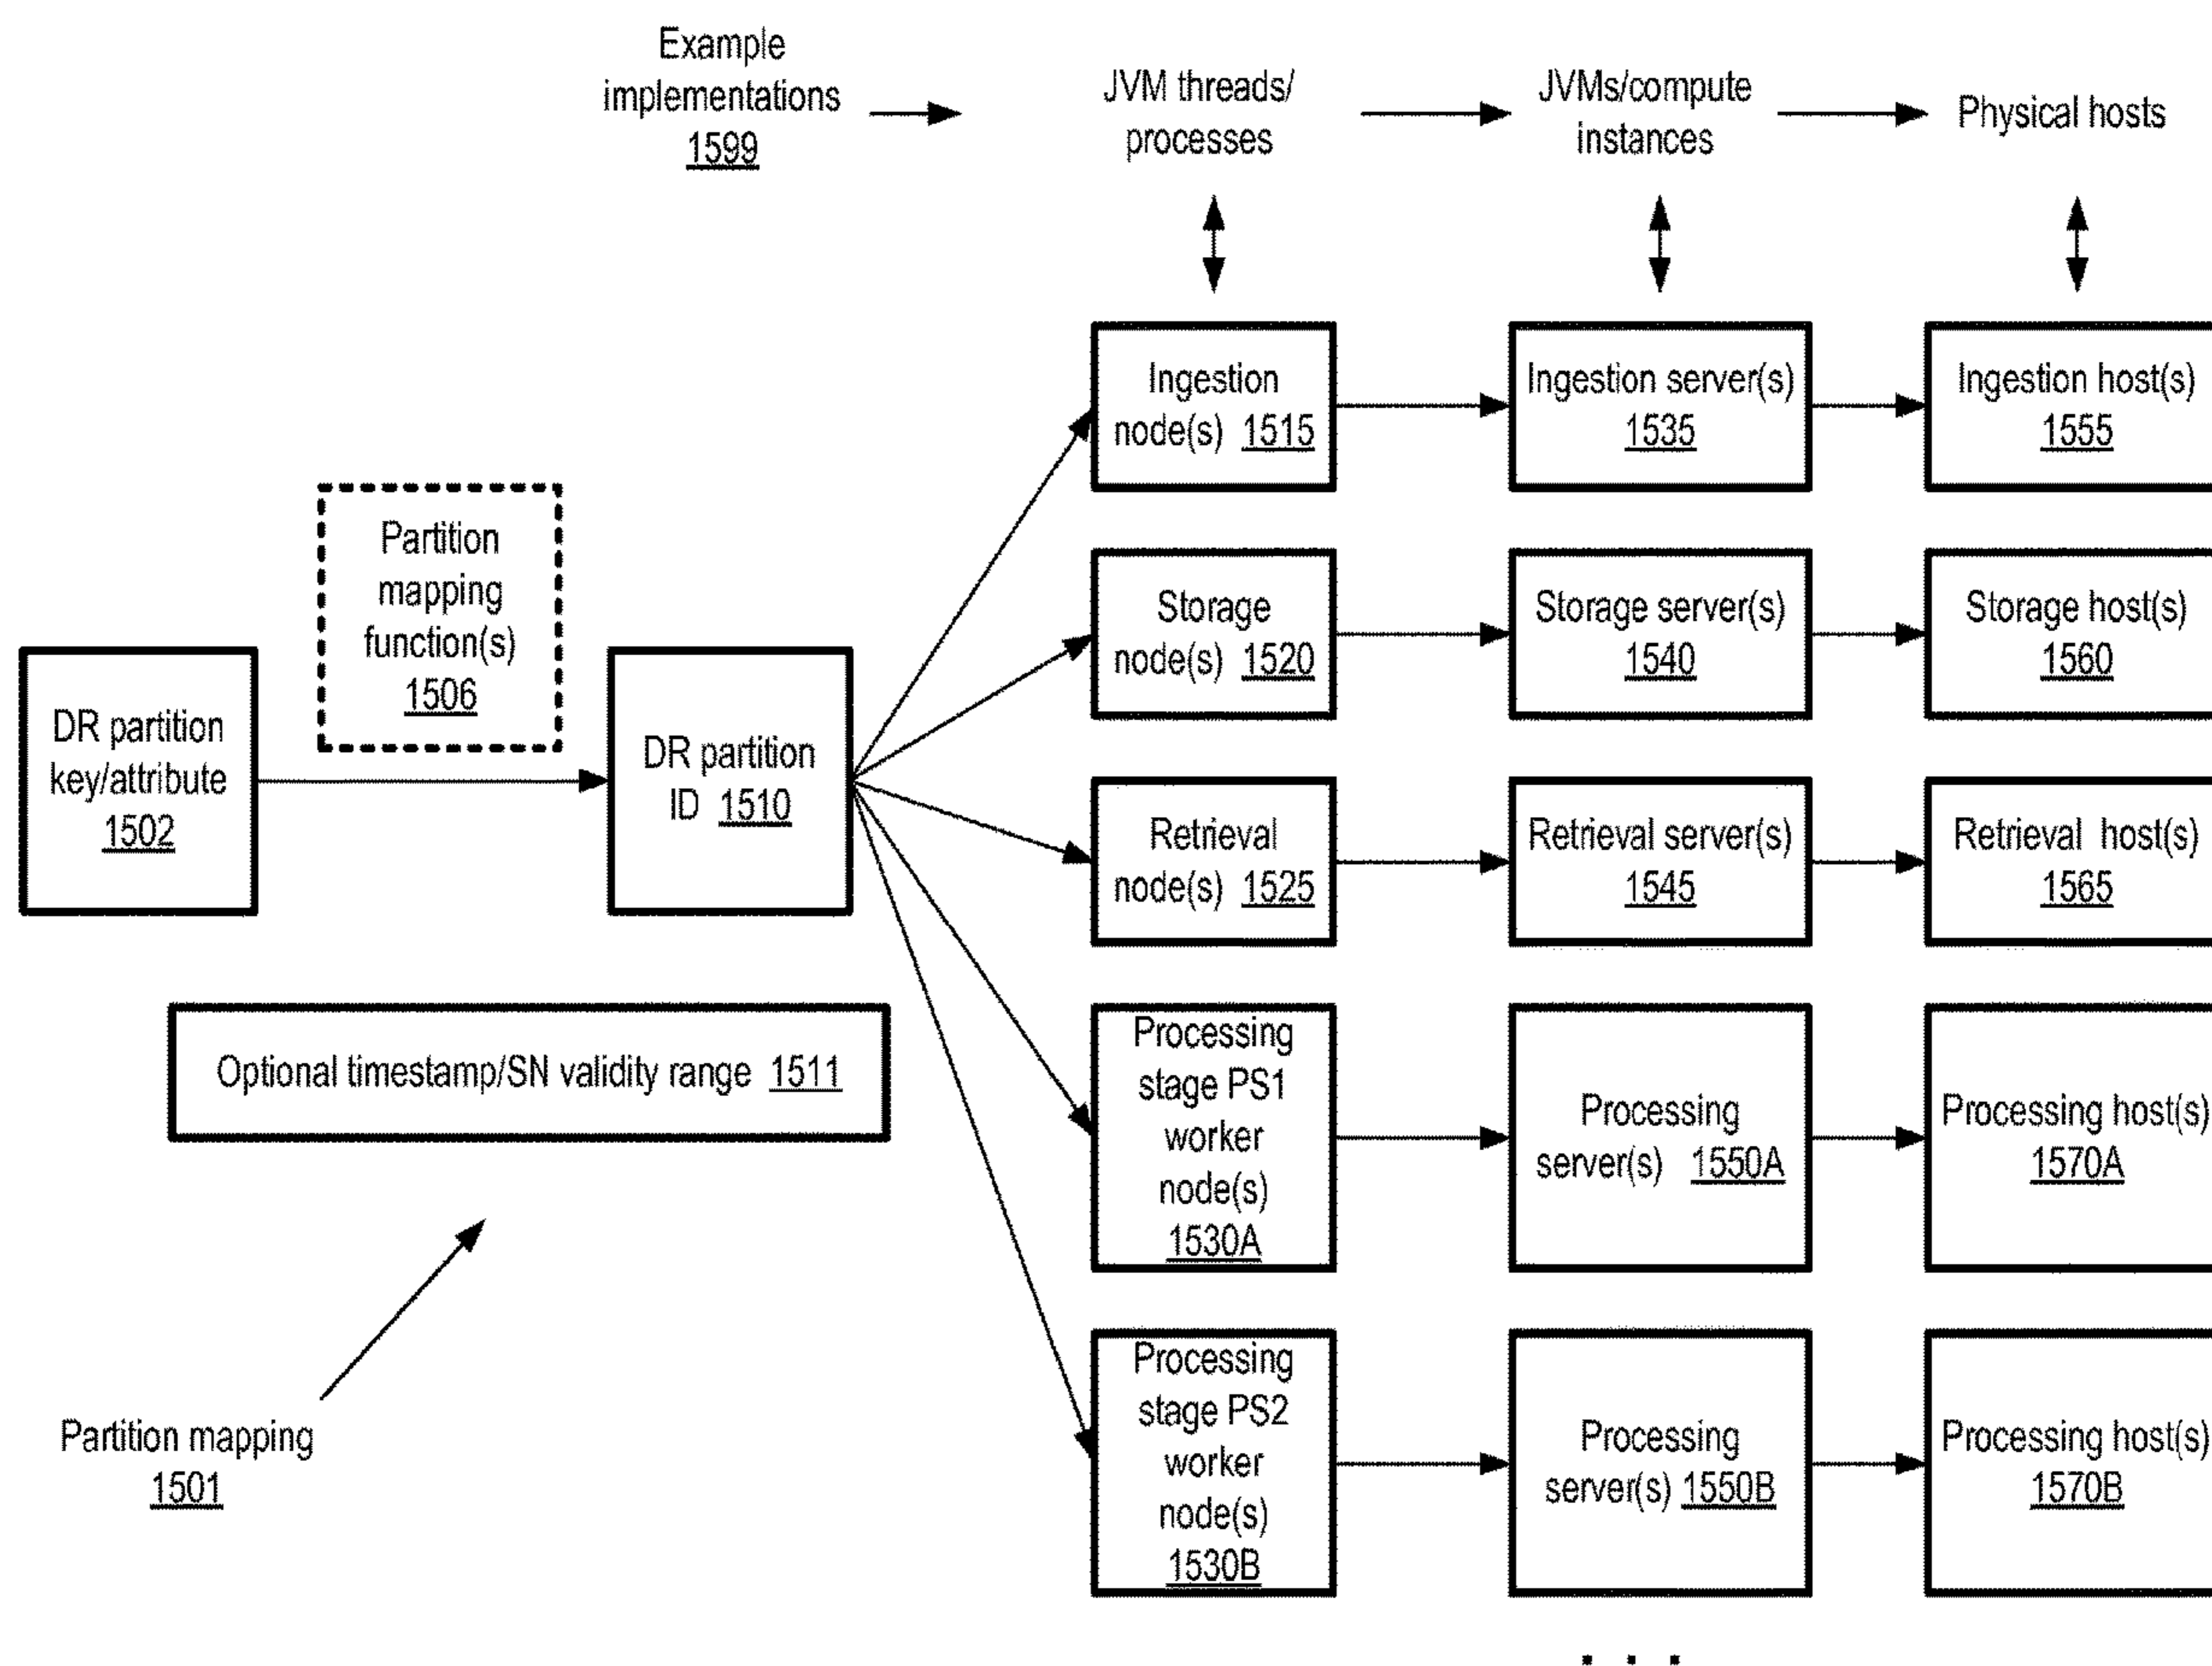 Example
implementations
1599
JVM threads/
processes
JVMs/compute
instances
Physical hosts
Ingestion
node(s) 1515
Ingestion server(s)
1535
Ingestion host(s)
1555
Partition
mapping
function(s)
1506
Storage
node(s) 1520
Storage server(s)
1540
Storage host(s)
1560
DR partition
key/attribute
1502
DR partition
ID 1510
Retrieval
node(s) 1525
Retrieval server(s)
1545
Retrieval host(s)
1565
Optional timestamp/SN validity range 1511
Processing
stage PS1
worker
node(s)
1530A
Processing
server(s) 1550A
Processing host(s)
1570A
Partition mapping
1501
Processing
stage PS2
worker
node(s)
1530B
Processing
server(s) 1550B
Processing host(s)
1570B
. . .